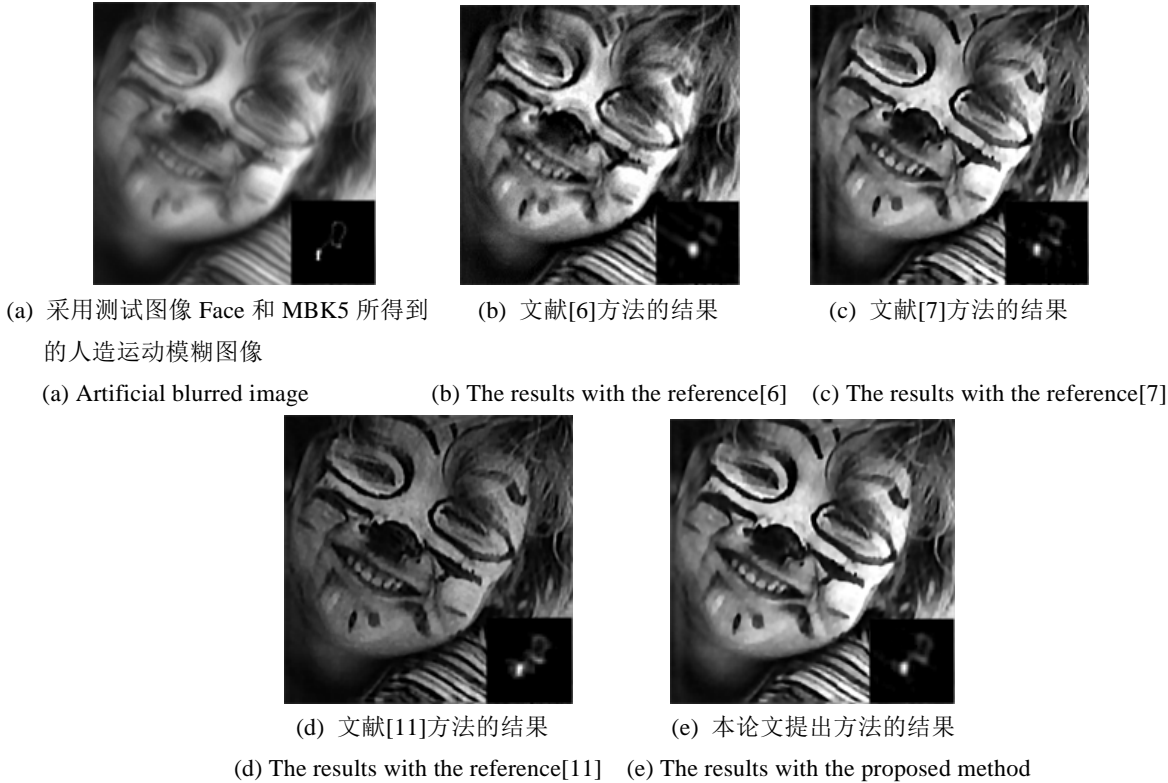 (a) 采用测试图像 Face 和 MBK5 所得到
的人造运动模糊图像
(b) 文献[6]方法的结果
(c) 文献[7]方法的结果
(a) Artificial blurred image
(b) The results with the reference[6]
(c) The results with the reference[7]
(d) 文献[11]方法的结果
(e) 本论文提出方法的结果
(d) The results with the reference[11]
(e) The results with the proposed method